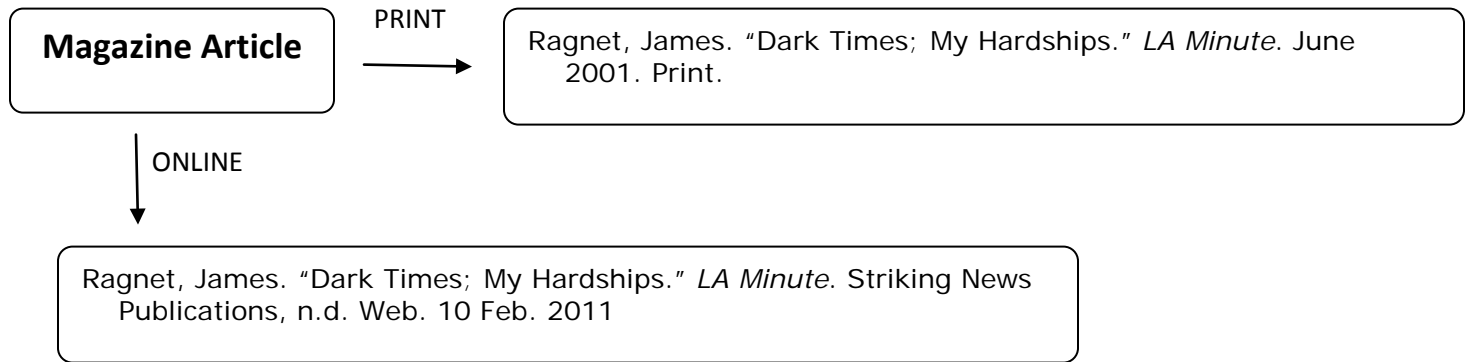 Magazine Article
PRINT
Ragnet, James. "Dark Times; My Hardships." LA Minute. June
2001. Print.
ONLINE
Ragnet, James. "Dark Times; My Hardships." LA Minute. Striking News
Publications, n.d. Web. 10 Feb. 2011